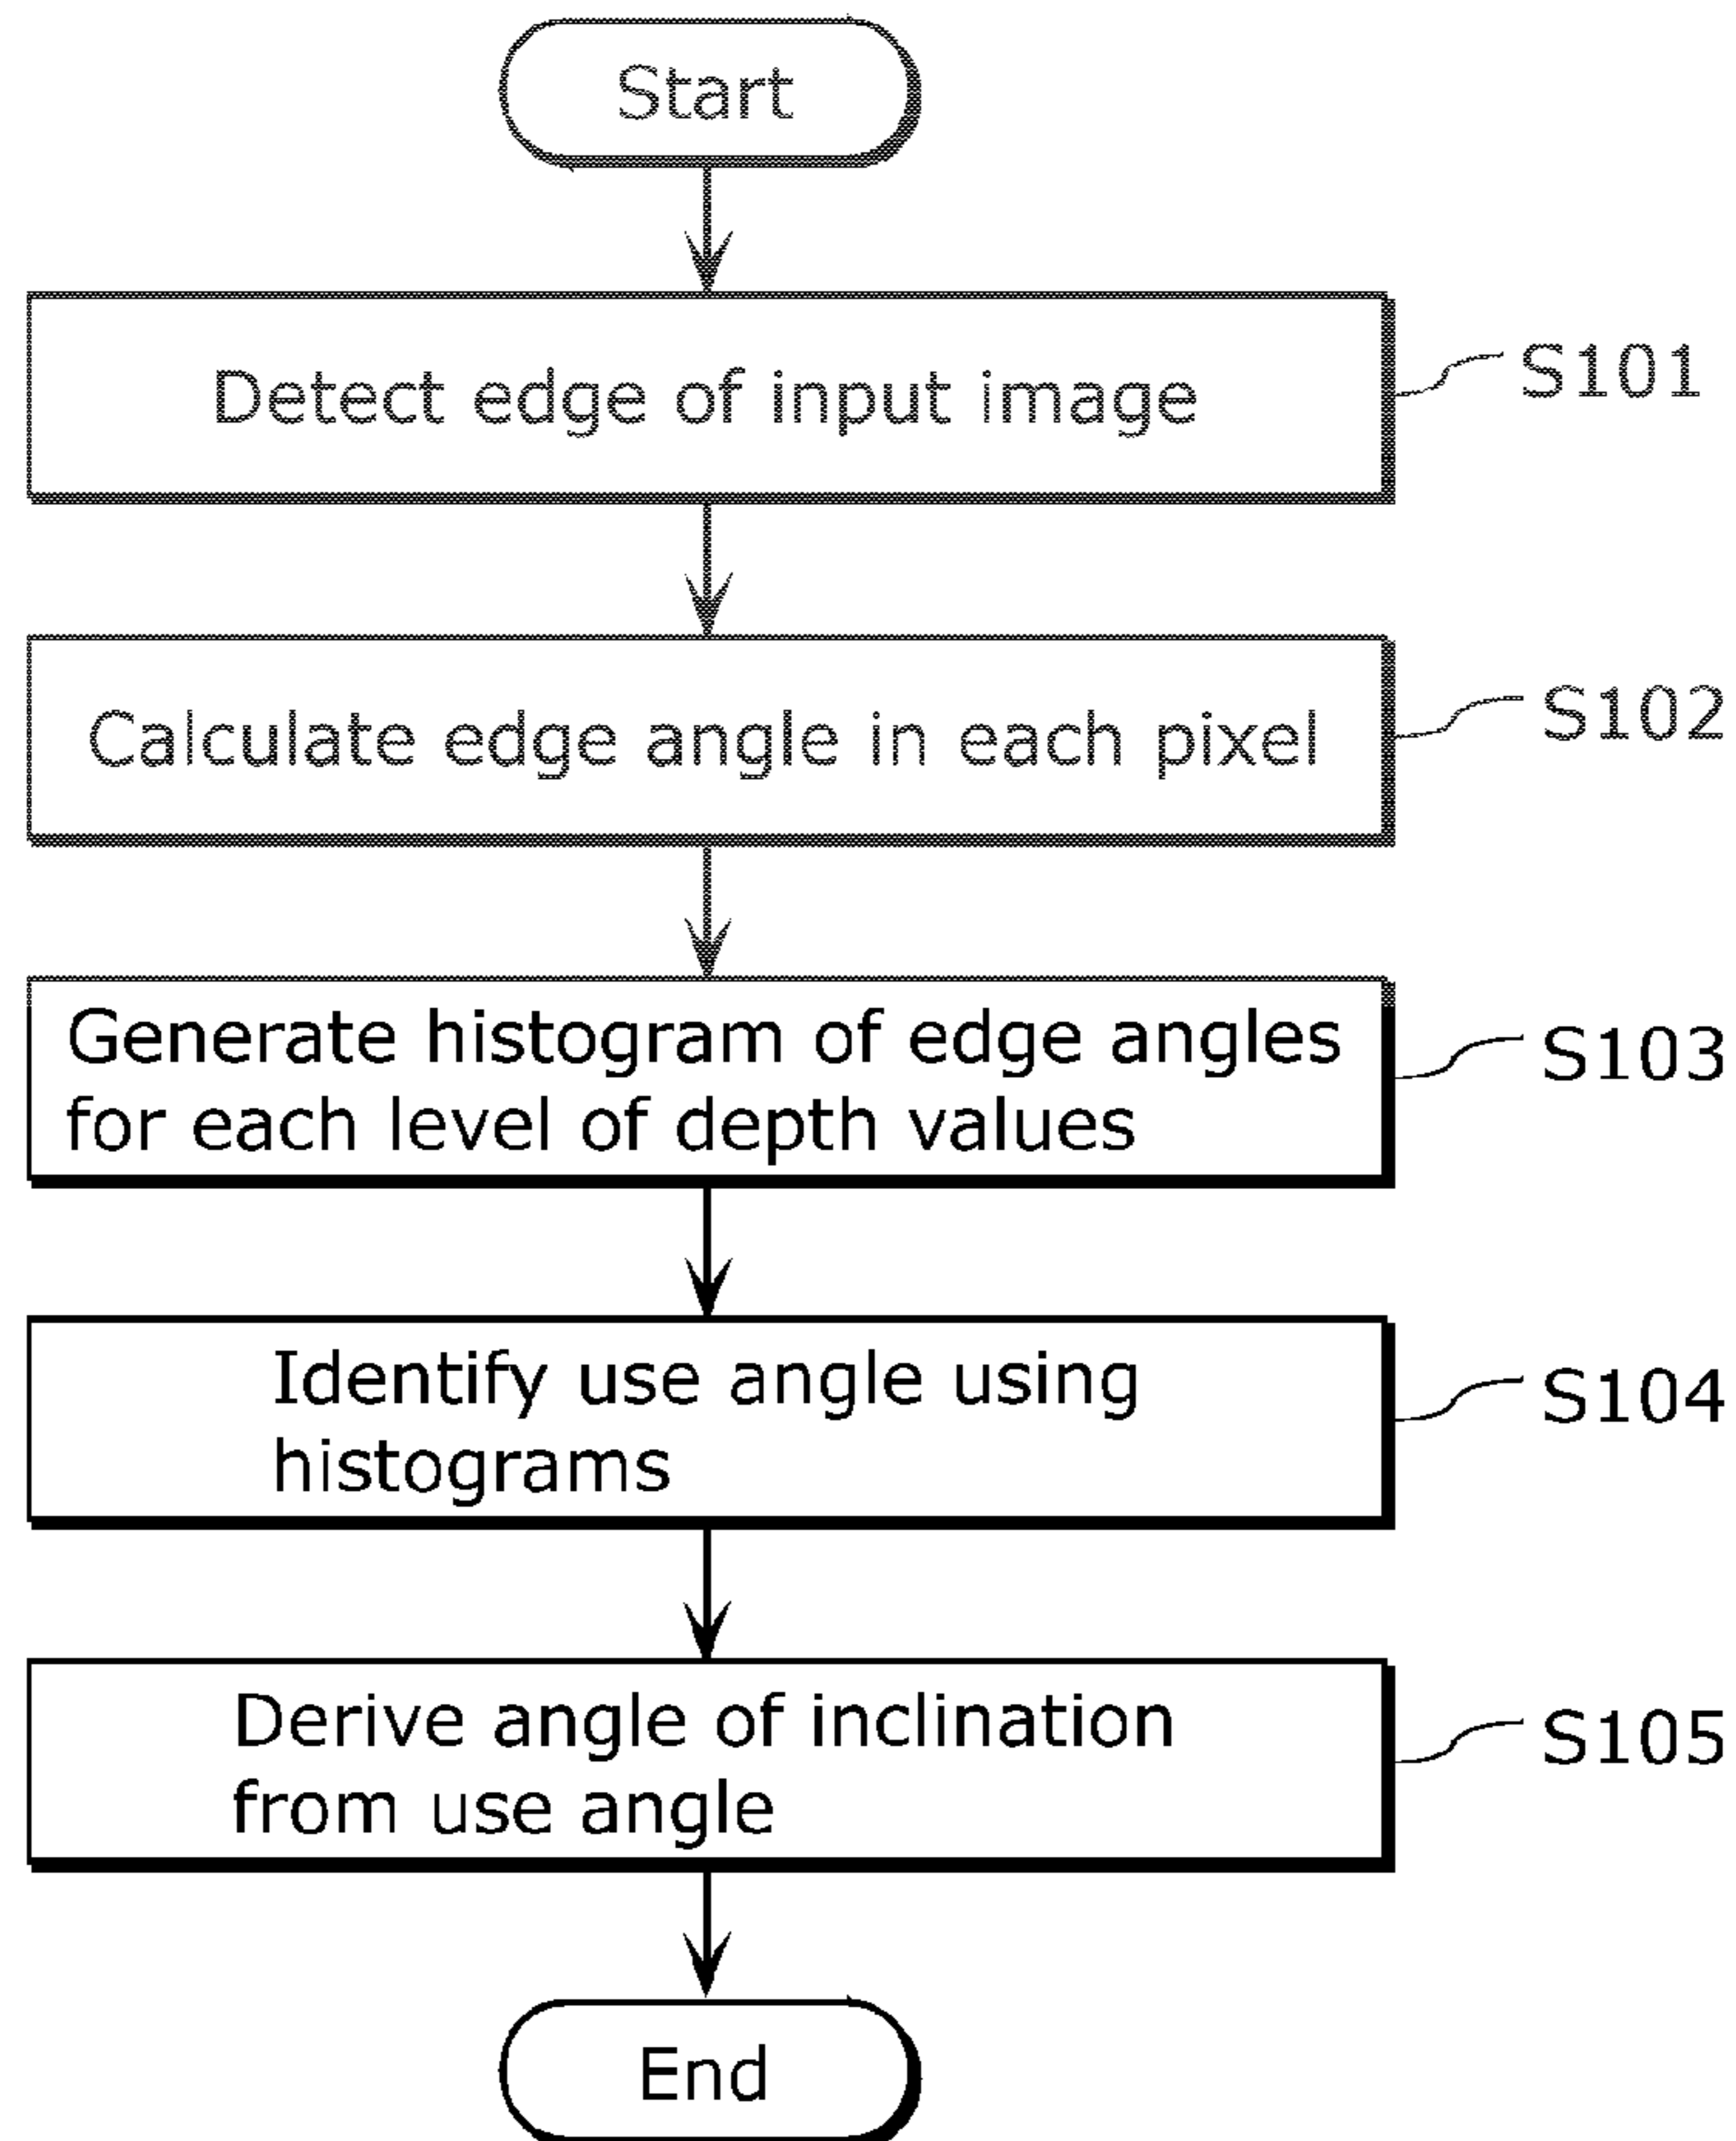 Start
Detect edge of input image
S101
Calculate edge angle in each pixel
S102
Generate histogram of edge angles
for each level of depth values
S103
Identify use angle using
histograms
S104
Derive angle of inclination
from use angle
S105
End